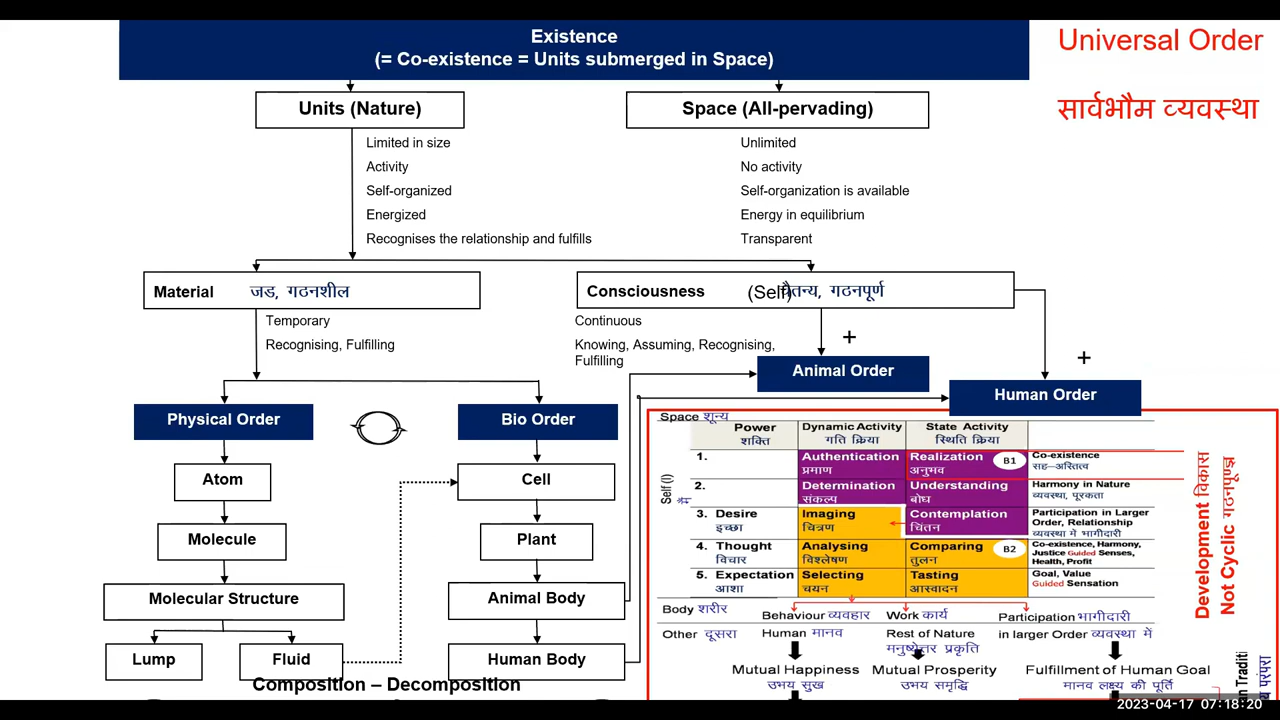 Existence
(= Co-existence = Units submerged in Space)
Universal Order
सार्वभौम व्यवस्था
Units (Nature)
Space (All-pervading)
Limited in size
Activity
Self-organized
Energized
Recognises the relationship and fulfills
Unlimited
No activity
Self-organization is available
Energy in equilibrium
Transparent
Material जड, गठनशील
Consciousness (Self) चैतन्य, गठनपूर्ण
Temporary
Recognising, Fulfilling
Continuous
Knowing, Assuming, Recognising,
Fulfilling
+
+
Animal Order
Human Order
Physical Order
Bio Order
Atom
Cell
Molecule
Plant
Molecular Structure
Animal Body
Lump
Fluid
Human Body
Composition – Decomposition
Space शून्य
Power
शक्ति
Dynamic Activity
गति क्रिया
State Activity
स्थिति क्रिया
Self (I)
मैं
1.
Authentication
प्रमाण
Realization
अनुभव
B1
Co-existence
सह–अस्तित्व
2.
Determination
संकल्प
Understanding
बोध
Harmony in Nature
व्यवस्था, पूरकता
3. Desire
इच्छा
Imaging
चित्रण
Contemplation
चिंतन
Participation in Larger
Order, Relationship
व्यवस्था में भागीदारी
4. Thought
विचार
Analysing
विश्लेषण
Comparing
तुलन
B2
Co-existence, Harmony,
Justice Guided Senses,
Health, Profit
5. Expectation
आशा
Selecting
चयन
Tasting
आस्वादन
Goal, Value
Guided Sensation
Body शरीर
Behaviour व्यवहार
Work कार्य
Participation भागीदारी
Other दूसरा
Human मानव
Rest of Nature
मनुष्येत्तर प्रकृति
in larger Order व्यवस्था में
Mutual Happiness
उभय सुख
Mutual Prosperity
उभय समृद्धि
Fulfillment of Human Goal
मानव लक्ष्य की पूर्ति
Development विकास
Not Cyclic
परंपरा
2023-04-17 07:18:20